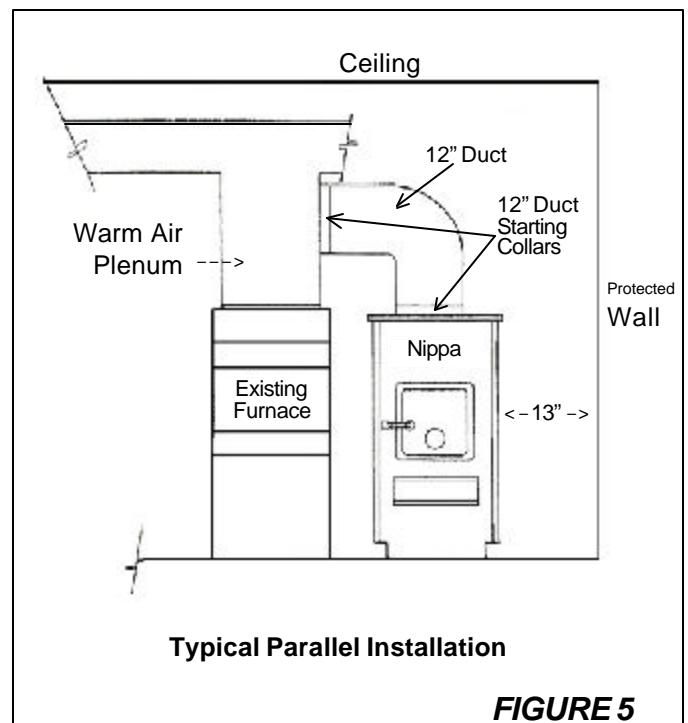 Ceiling
12” Duct
12” Duct
Starting
Collars
Warm Air
Plenum
Protected
Wall
Nippa
Existing
Furnace
13”
Typical Parallel Installation
FIGURE 5